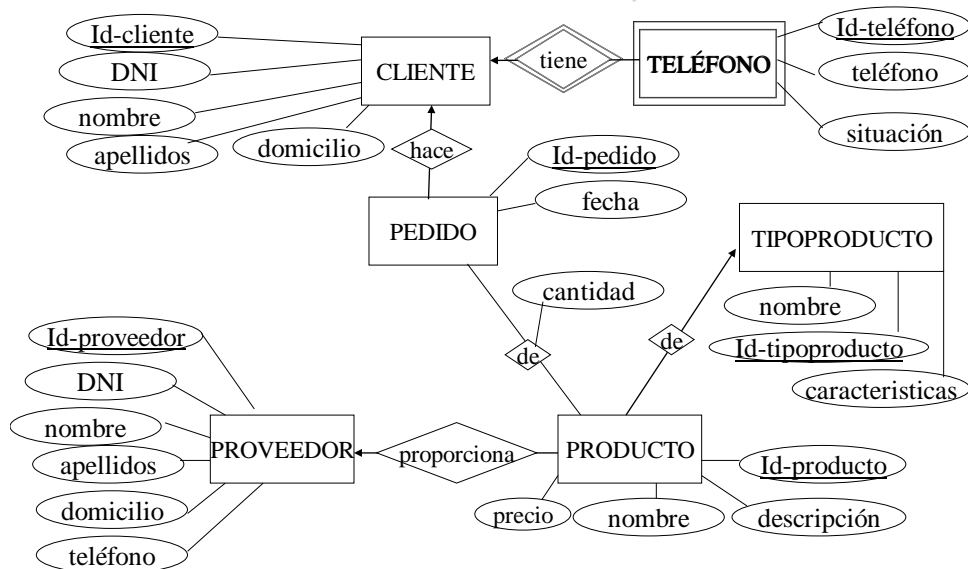 Id-cliente
DNI
nombre
apellidos
domicilio
CLIENTE
tiene
TELÉFONO
Id-teléfono
teléfono
situación
hace
Id-pedido
fecha
PEDIDO
TIPOPRODUCTO
nombre
Id-tipoproducto
caracteristicas
cantidad
de
de
Id-proveedor
DNI
nombre
apellidos
domicilio
teléfono
PROVEEDOR
proporciona
PRODUCTO
Id-producto
precio
nombre
descripción